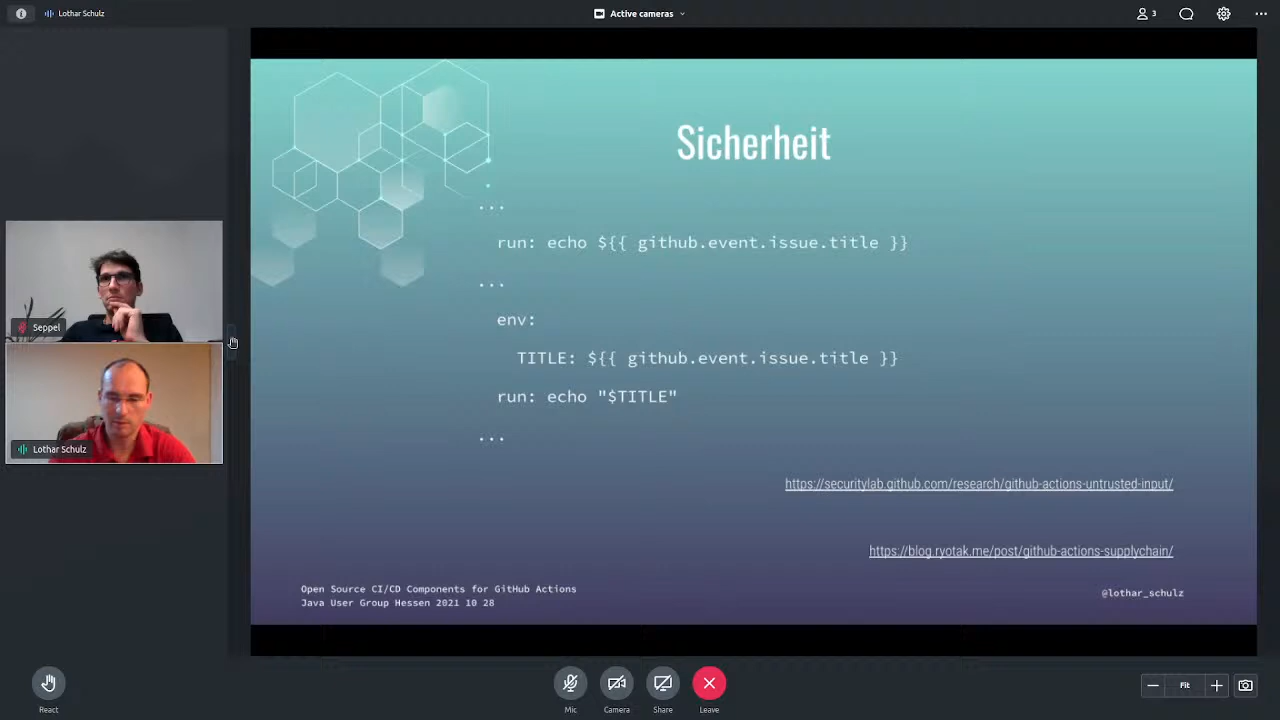 Lothar Schulz
Active cameras
3
Sicherheit
...
run: echo ${{ github.event.issue.title }}
...
env:
TITLE: ${{ github.event.issue.title }}
run: echo "$TITLE"
...
https://securitylab.github.com/research/github-actions-untrusted-input/
https://blog.ryotak.me/post/github-actions-supplychain/
Open Source CI/CD Components for GitHub Actions
Java User Group Hessen 2021 10 28
@lothar_schulz
Seppel
Lothar Schulz
React
Mic
Camera
Share
Leave
Fit